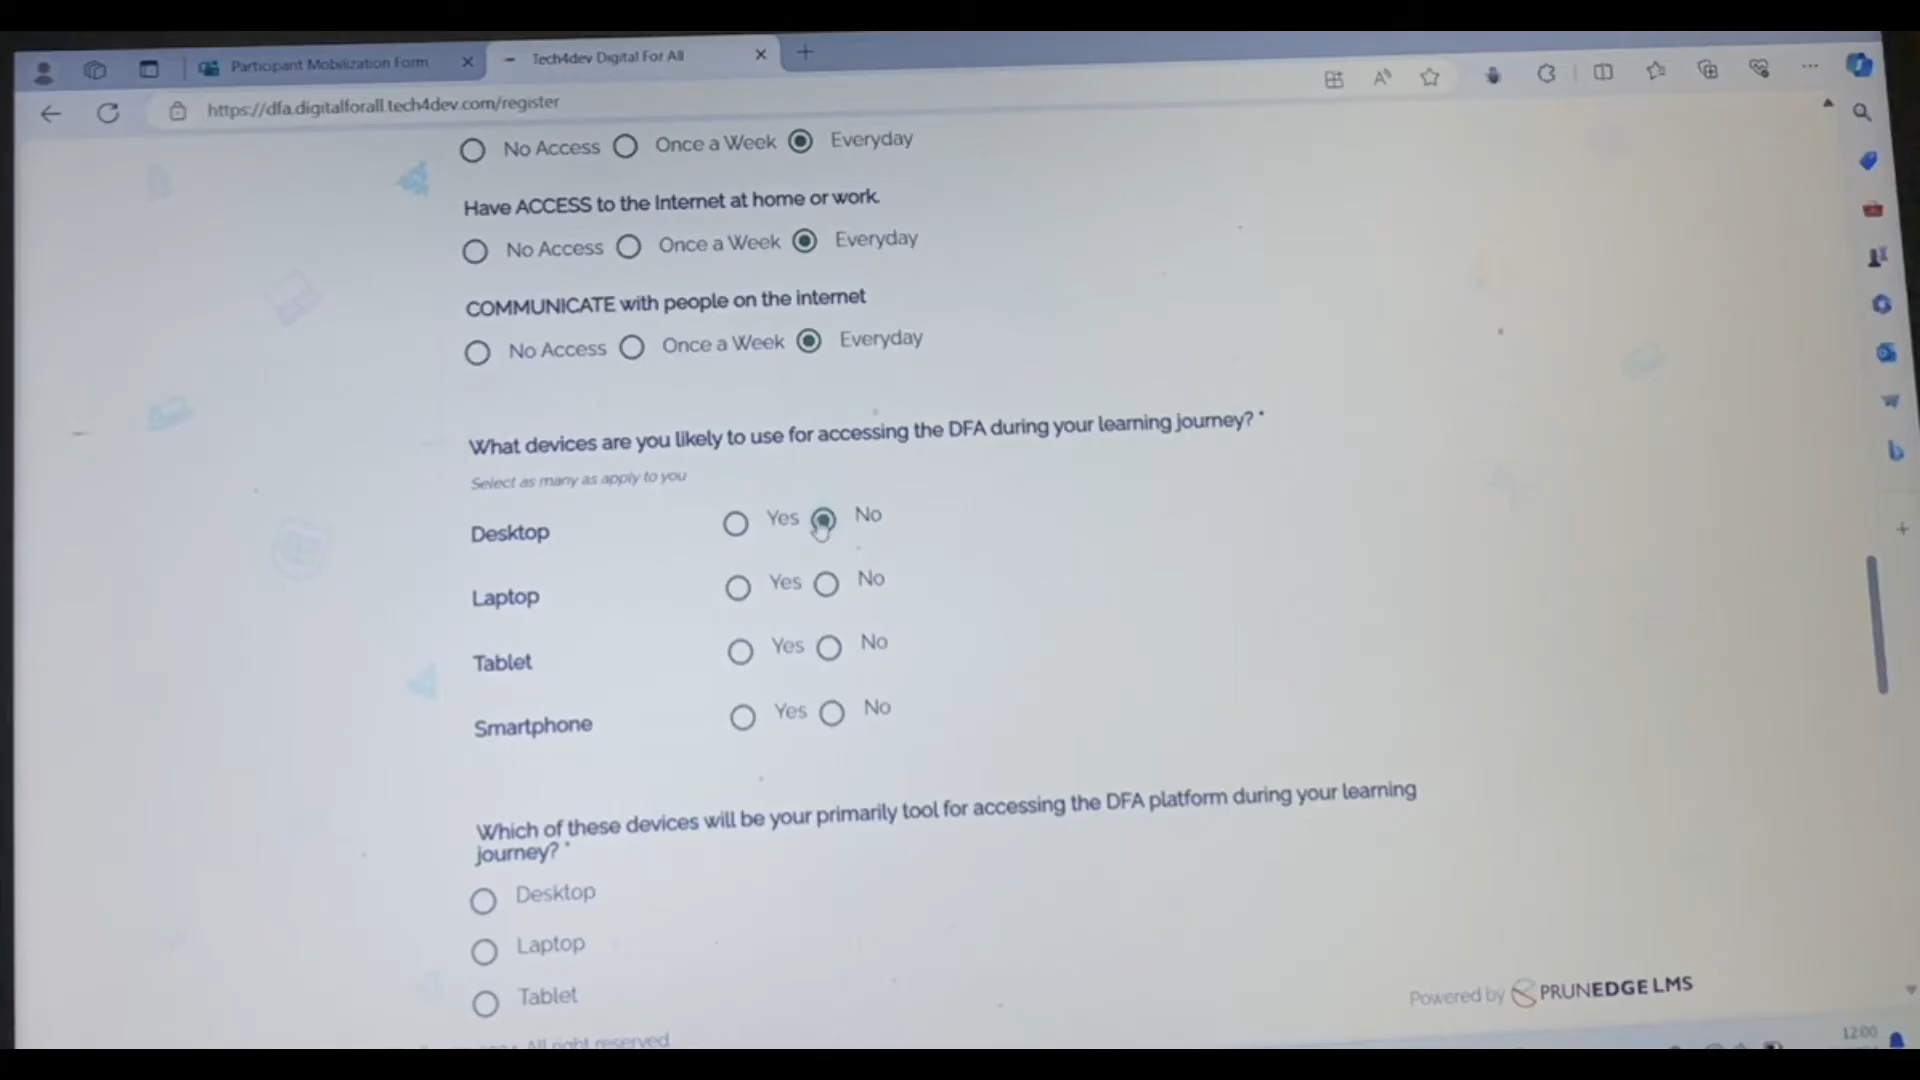 Participant Mobilization Form
Tech4dev Digital For All
https://dfa.digitalforall.tech4dev.com/register
No Access Once a Week Everyday
Have ACCESS to the Internet at home or work.
No Access Once a Week Everyday
COMMUNICATE with people on the internet
No Access Once a Week Everyday
What devices are you likely to use for accessing the DFA during your learning journey? *
Select as many as apply to you
Desktop Yes No
Laptop Yes No
Tablet Yes No
Smartphone Yes No
Which of these devices will be your primarily tool for accessing the DFA platform during your learning
journey? *
Desktop
Laptop
Tablet
Powered by PRUNEDGE LMS
All right reserved
12:00